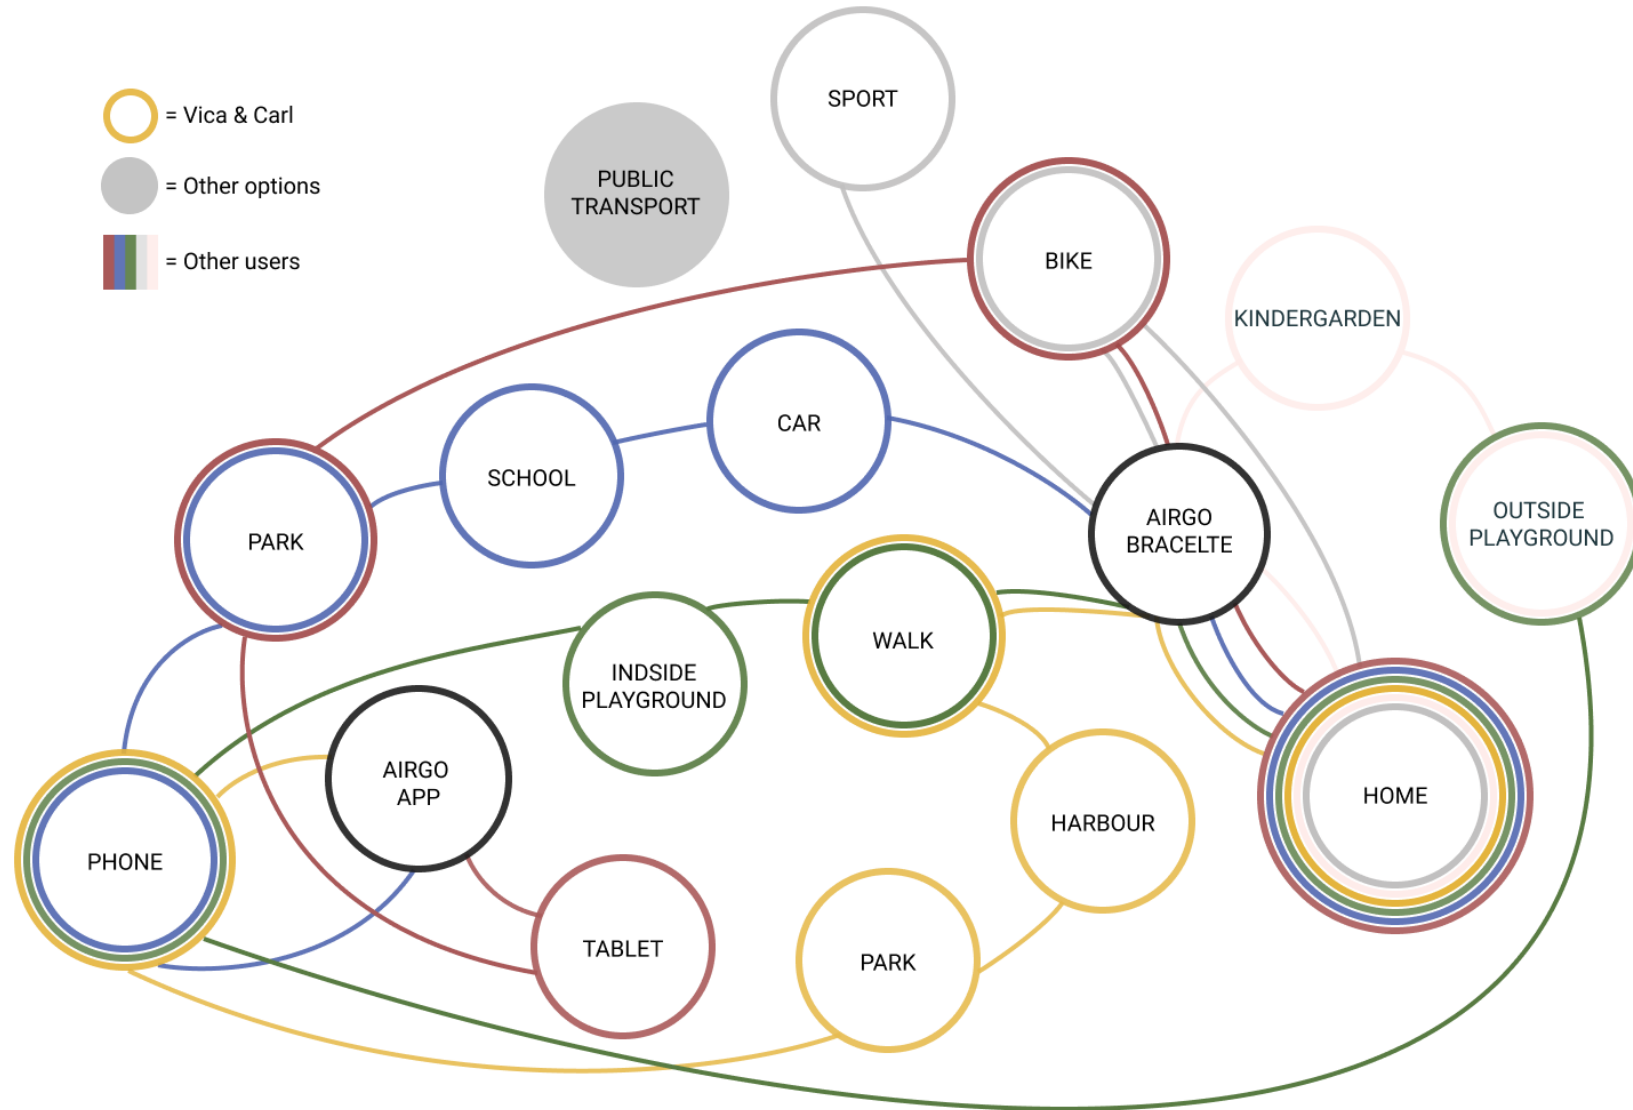 = Vica & Carl
= Other options
= Other users
SPORT
PUBLIC
TRANSPORT
BIKE
KINDERGARDEN
CAR
SCHOOL
PARK
AIRGO
BRACELTE
OUTSIDE
PLAYGROUND
WALK
INDSIDE
PLAYGROUND
AIRGO
APP
HOME
HARBOUR
PHONE
TABLET
PARK